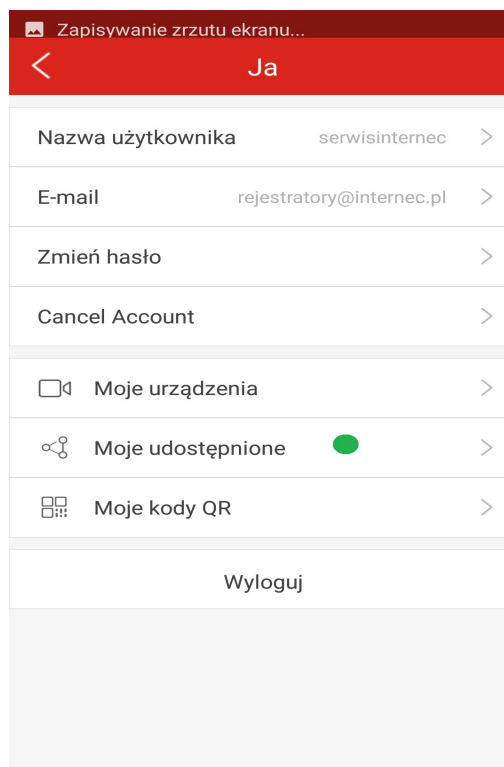 Zapisywanie zrzutu ekranu...
Ja
Nazwa użytkownika serwisinternec
E-mail rejestratory@internec.pl
Zmień hasło
Cancel Account
Moje urządzenia
Moje udostępnione
Moje kody QR
Wyloguj